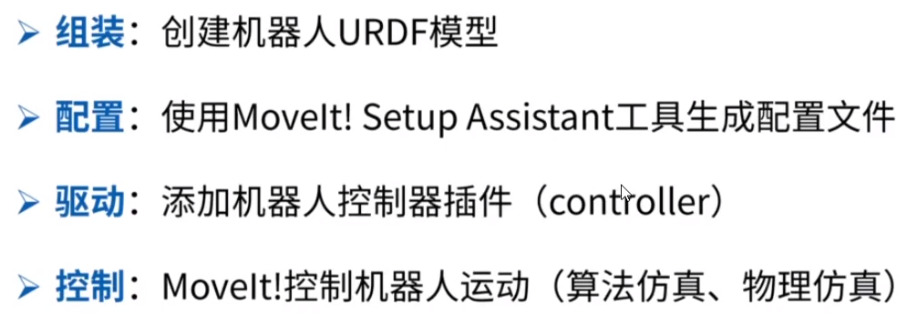 组装：创建机器人URDF模型
配置：使用MoveIt! Setup Assistant工具生成配置文件
驱动：添加机器人控制器插件（controller）
控制：MoveIt!控制机器人运动（算法仿真、物理仿真）